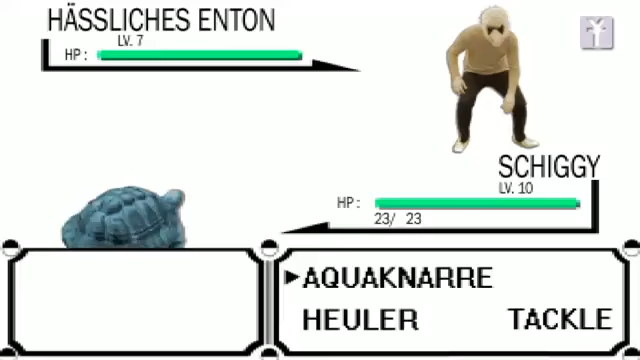 HÄSSLICHES ENTON
LV. 7
HP :
SCHIGGY
LV. 10
HP :
23/ 23
▶AQUAKNARRE
HEULER TACKLE